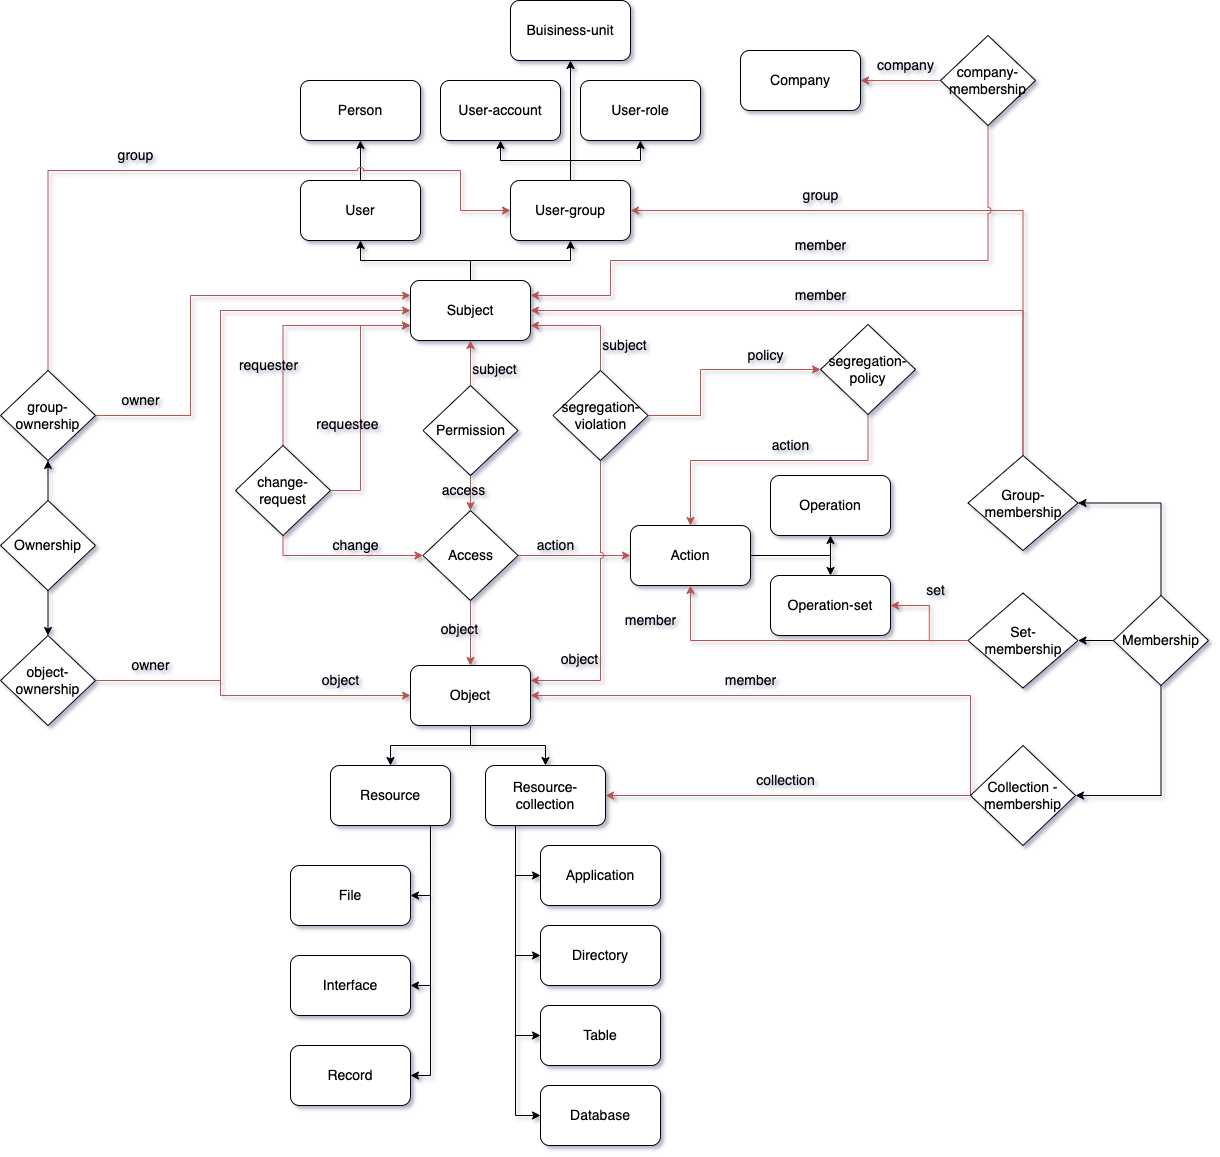 Buisiness-unit
company
company-
membership
Company
Person
User-account
User-role
group
User
User-group
group
member
member
Subject
requester
subject
subject
policy
segregation-
policy
group-
ownership
owner
requestee
Permission
segregation-
violation
action
change-
request
access
Operation
Group-
membership
Ownership
change
Access
action
Action
Operation-set
set
member
object
Set-
membership
Membership
object-
ownership
owner
object
object
Object
member
Resource
Resource-
collection
collection
Collection -
membership
File
Application
Interface
Directory
Record
Table
Database